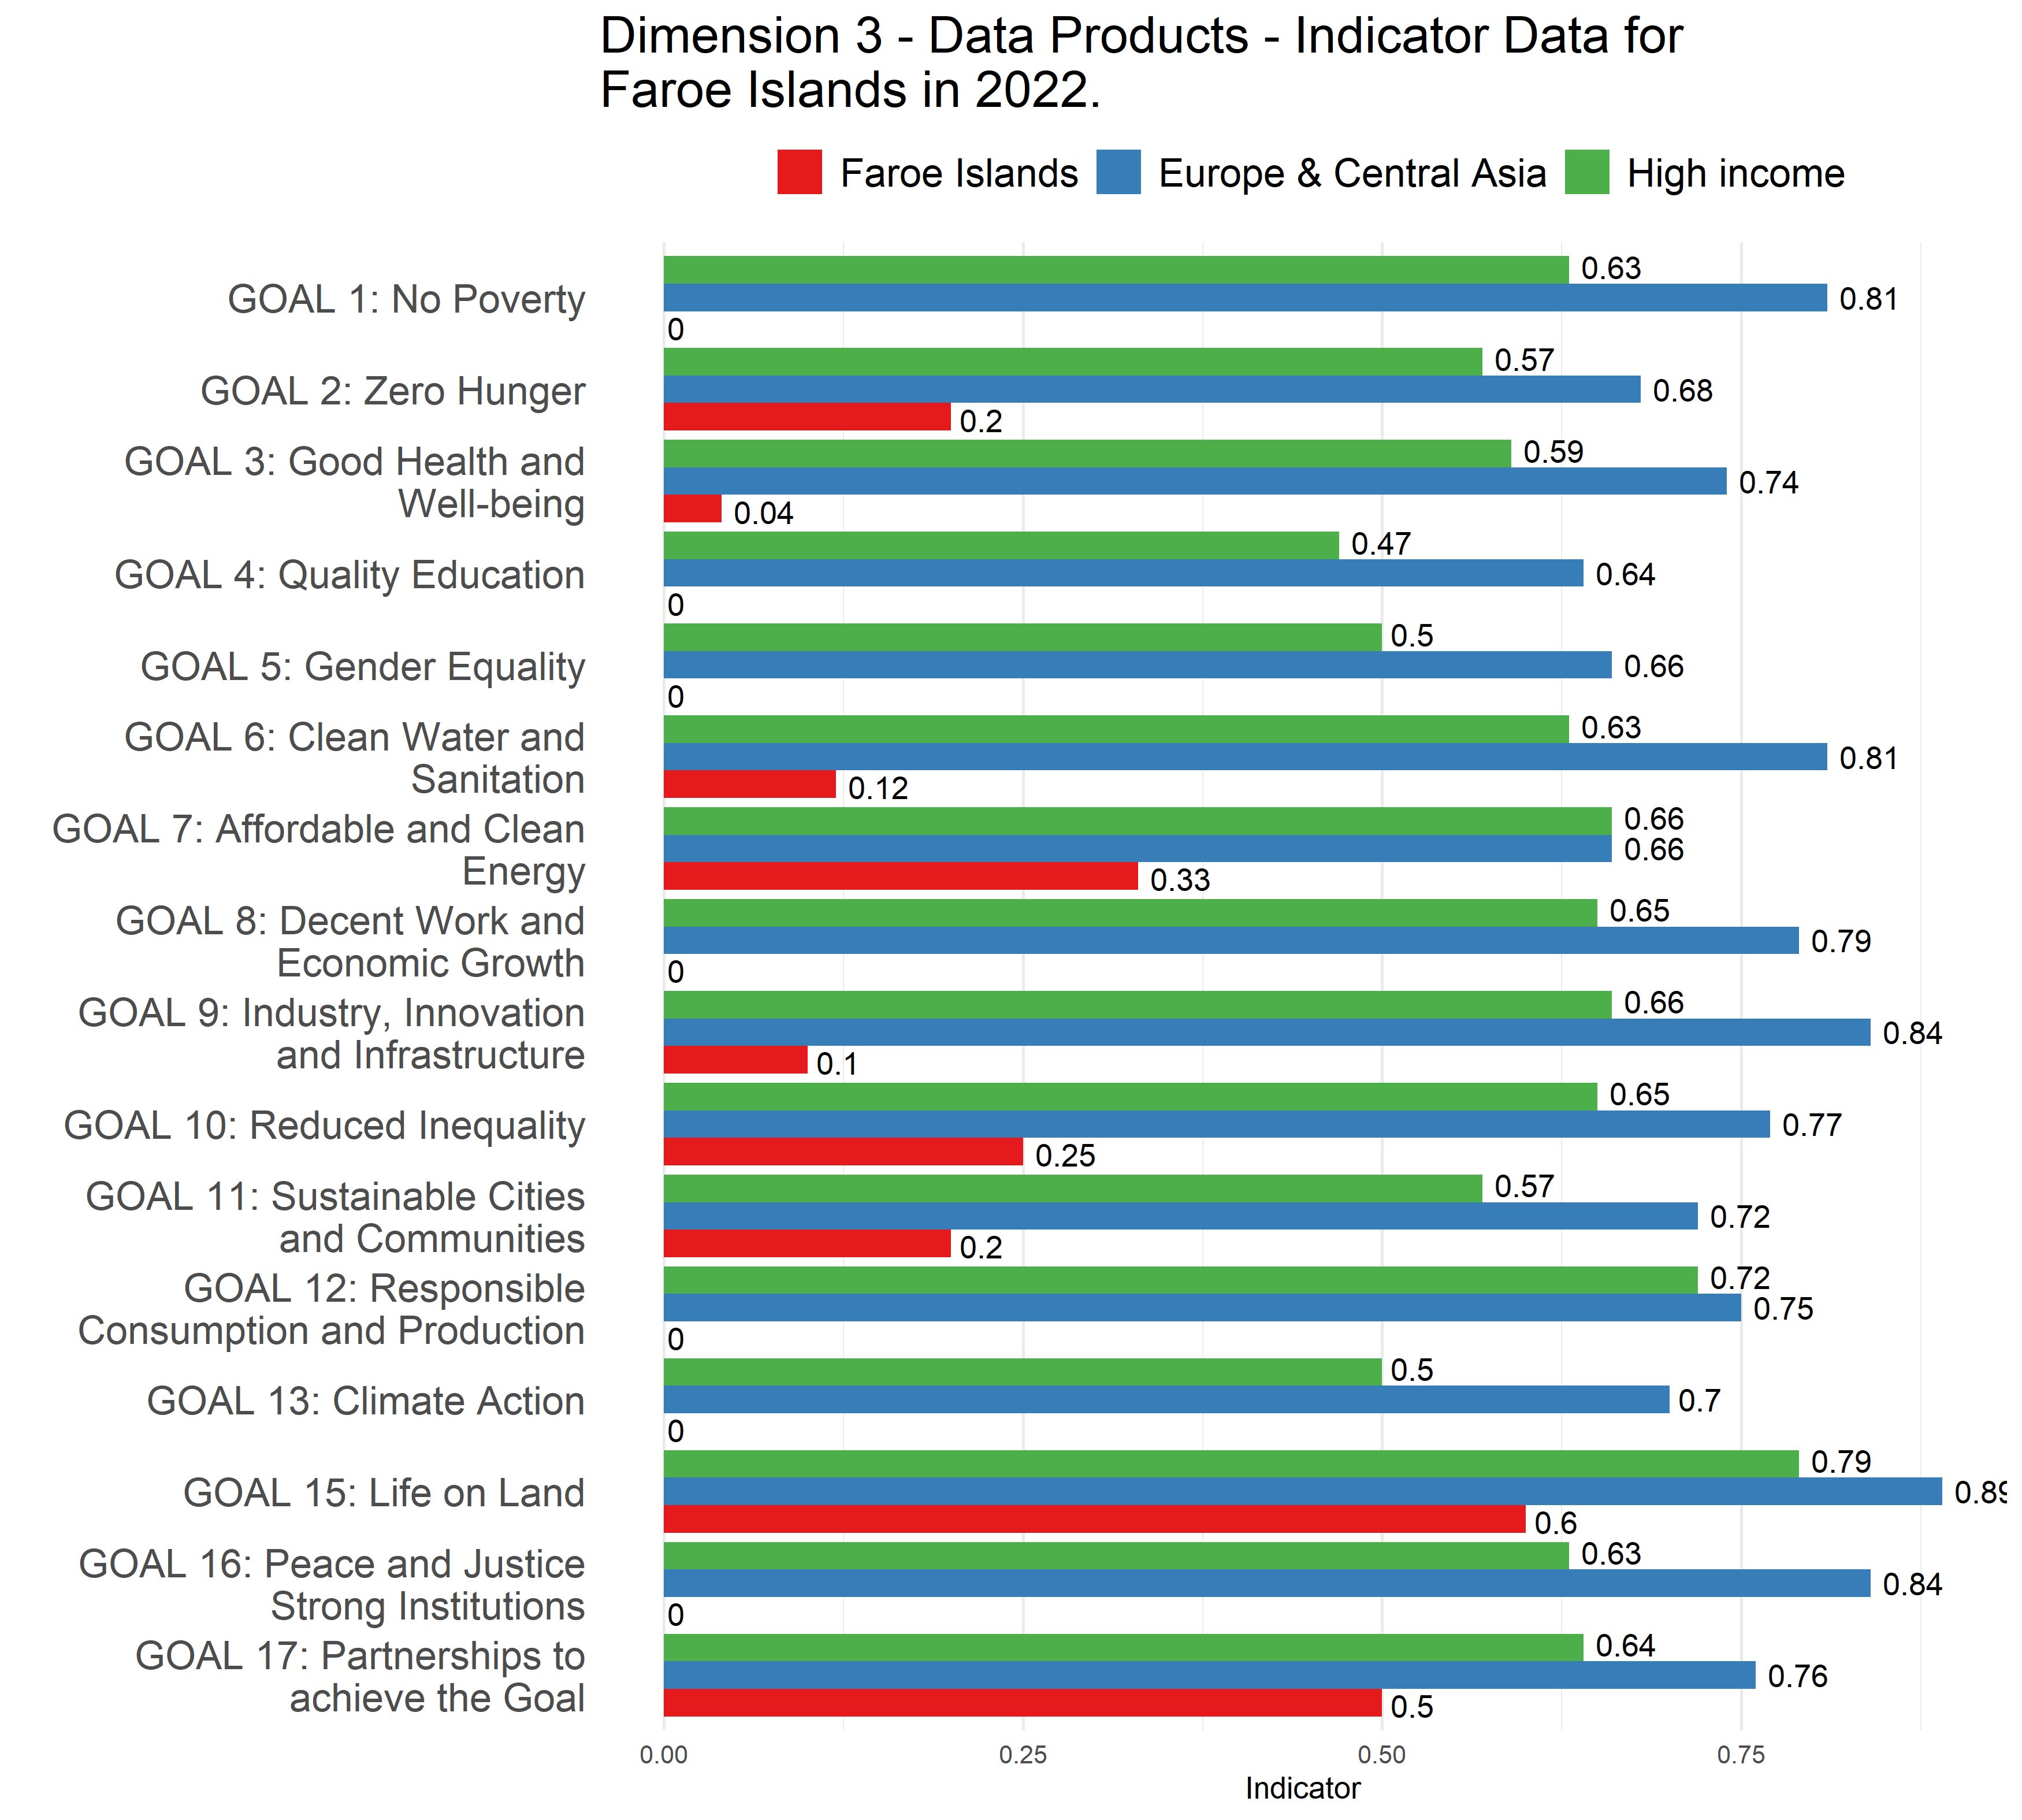 Dimension 3 - Data Products - Indicator Data for
Faroe Islands in 2022.
Faroe Islands Europe & Central Asia High income
GOAL 1: No Poverty
0.63
0.81
0
GOAL 2: Zero Hunger
0.57
0.68
0.2
GOAL 3: Good Health and
Well-being
0.59
0.74
0.04
GOAL 4: Quality Education
0.47
0.64
0
GOAL 5: Gender Equality
0.5
0.66
0
GOAL 6: Clean Water and
Sanitation
0.63
0.81
0.12
GOAL 7: Affordable and Clean
Energy
0.66
0.66
0.33
GOAL 8: Decent Work and
Economic Growth
0.65
0.79
0
GOAL 9: Industry, Innovation
and Infrastructure
0.66
0.84
0.1
GOAL 10: Reduced Inequality
0.65
0.77
0.25
GOAL 11: Sustainable Cities
and Communities
0.57
0.72
0.2
GOAL 12: Responsible
Consumption and Production
0.72
0.75
0
GOAL 13: Climate Action
0.5
0.7
0
GOAL 15: Life on Land
0.79
0.89
0.6
GOAL 16: Peace and Justice
Strong Institutions
0.63
0.84
0
GOAL 17: Partnerships to
achieve the Goal
0.64
0.76
0.5
0.00 0.25 0.50 0.75
Indicator